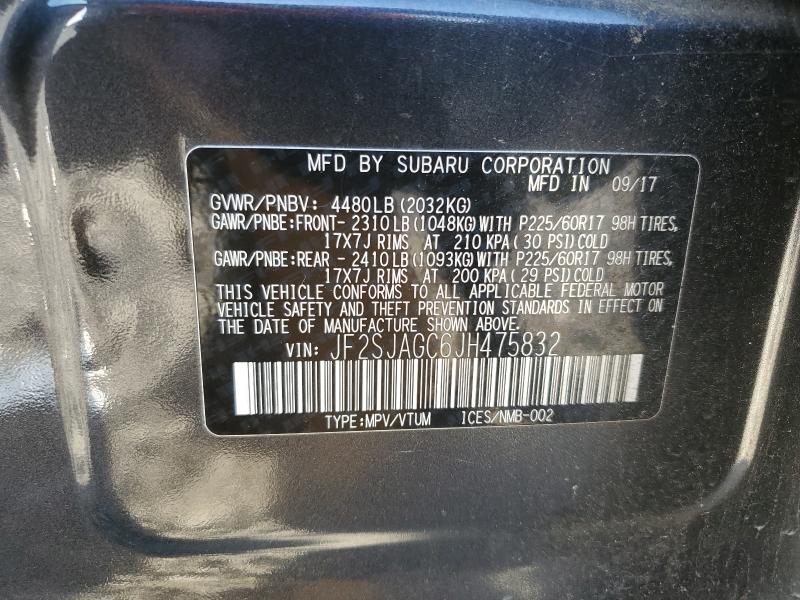 MFD BY SUBARU CORPORATION
MFD IN 09/17
GVWR/PNBV: 4480LB (2032KG)
GAWR/PNBE:FRONT- 2310LB (1048KG)WITH P225/60R17 98H TIRES,
17X7J RIMS AT 210 KPA( 30 PSI)COLD
GAWR/PNBE:REAR - 2410LB (1093KG)WITH P225/60R17 98H TIRES,
17X7J RIMS AT 200 KPA( 29 PSI)COLD
THIS VEHICLE CONFORMS TO ALL APPLICABLE FEDERAL MOTOR
VEHICLE SAFETY AND THEFT PREVENTION STANDARDS IN EFFECT ON
THE DATE OF MANUFACTURE SHOWN ABOVE.
VIN: JF2SJAGC6JH475832
TYPE:MPV/VTUM ICES/NMB-002